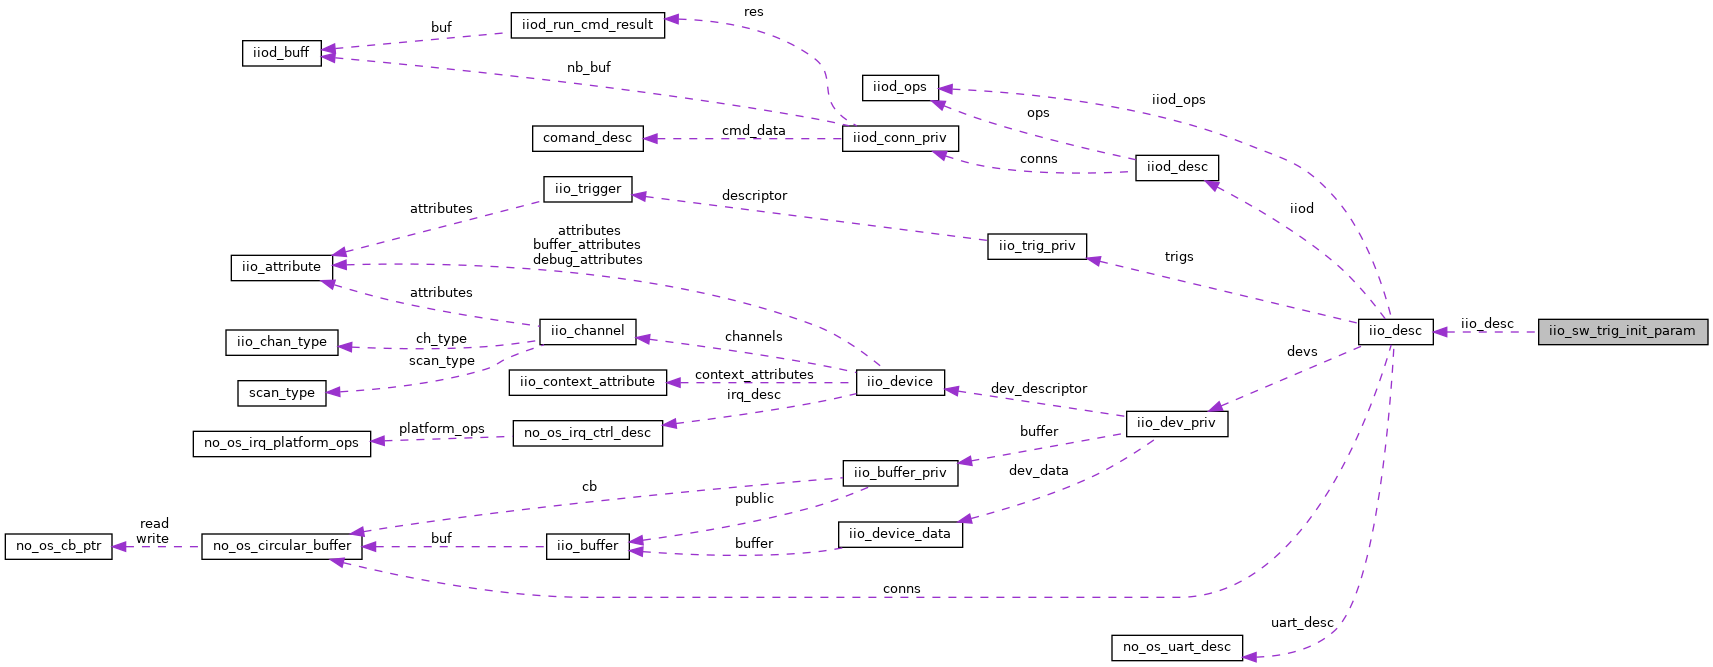 res
iiod_run_cmd_result
buf
iiod_buff
nb_buf
iiod_ops
iiod_ops
ops
cmd_data
comand_desc
iiod_conn_priv
conns
iiod_desc
iio_trigger
descriptor
attributes
iiod
attributes
buffer_attributes
debug_attributes
iio_trig_priv
trigs
iio_attribute
attributes
iio_channel
channels
iio_desc
iio_desc
iio_sw_trig_init_param
ch_type
iio_chan_type
scan_type
devs
context_attributes
iio_context_attribute
iio_device
scan_type
irq_desc
dev_descriptor
platform_ops
no_os_irq_ctrl_desc
no_os_irq_platform_ops
buffer
iio_dev_priv
dev_data
iio_buffer_priv
cb
public
read
write
iio_device_data
buf
buffer
no_os_cb_ptr
no_os_circular_buffer
iio_buffer
conns
uart_desc
no_os_uart_desc